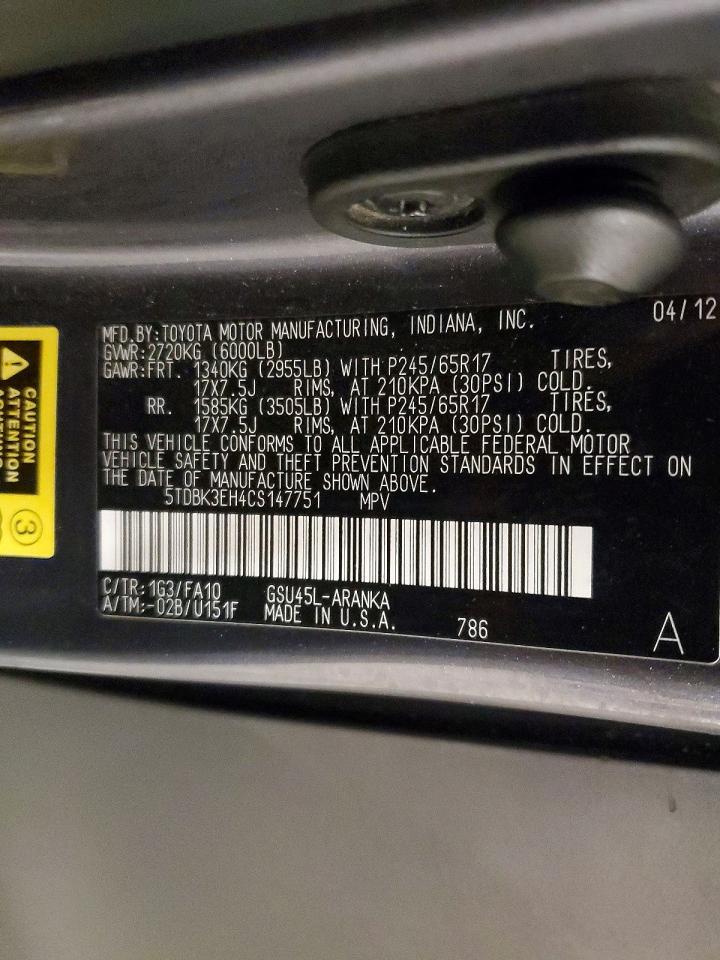 04/12
MFD.BY:TOYOTA MOTOR MANUFACTURING, INDIANA, INC.
GVWR:2720KG (6000LB)
GAWR:FRT. 1340KG (2955LB) WITH P245/65R17 TIRES,
17X7.5J RIMS, AT 210KPA (30PSI) COLD.
RR. 1585KG (3505LB) WITH P245/65R17 TIRES,
17X7.5J RIMS, AT 210KPA (30PSI) COLD.
THIS VEHICLE CONFORMS TO ALL APPLICABLE FEDERAL MOTOR
VEHICLE SAFETY AND THEFT PREVENTION STANDARDS IN EFFECT ON
THE DATE OF MANUFACTURE SHOWN ABOVE.
5TDBK3EH4CS147751 MPV
C/TR:1G3/FA10 GSU45L-ARANKA
A/TM:-02B/U151F MADE IN U.S.A. 786 A
CAUTION
ATTENTION
3